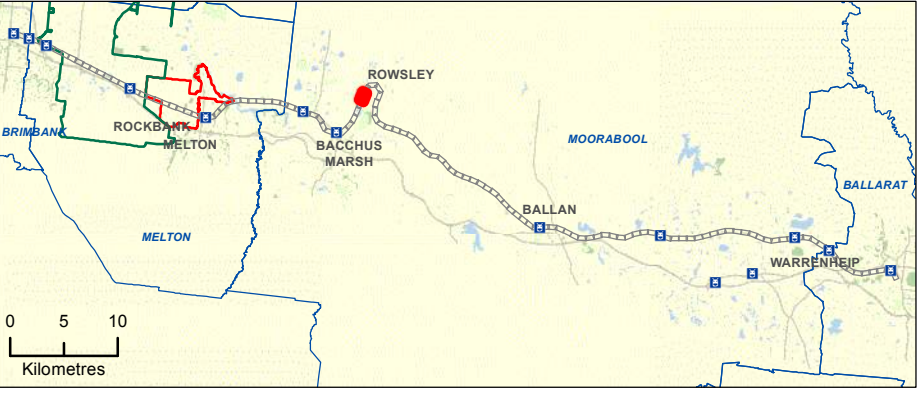 ROWSLEY
ROCKBANK
BRIMBANK
MELTON
BACCHUS
MARSH
MOORABOOL
BALLARAT
BALLAN
MELTON
WARRENHEIP
0 5 10
Kilometres